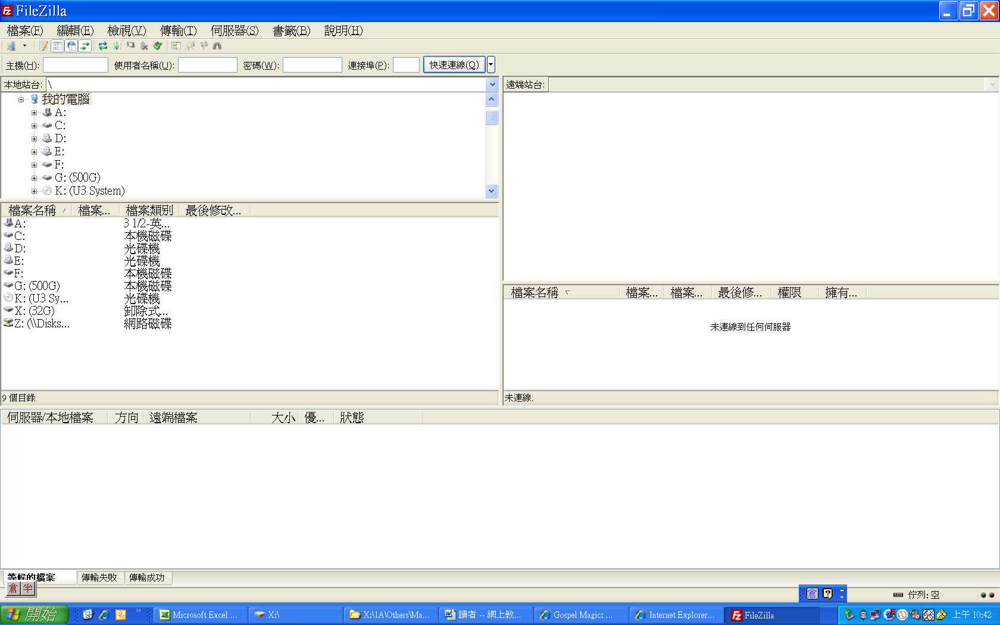 FileZilla
檔案(F) 編輯(E) 檢視(V) 傳輸(T) 伺服器(S) 書籤(B) 說明(H)
主機(H): 使用者名稱(U): 密碼(W): 連接埠(P): 快速連線(Q)
本地站台: \
遠端站台:
我的電腦
A:
C:
D:
E:
F:
G: (500G)
K: (U3 System)
檔案名稱 檔案... 檔案類別 最後修改...
A: 3 1/2-英...
C: 本機磁碟
D: 光碟機
E: 光碟機
F: 本機磁碟
G: (500G) 本機磁碟
K: (U3 Sy... 光碟機
X: (32G) 卸除式...
Z: (\\Disks... 網路磁碟
9 個目錄
檔案名稱 檔案... 檔案... 最後修... 權限 擁有...
未連線到任何伺服器
未連線.
伺服器/本地檔案 方向 遠端檔案 大小 優... 狀態
等候的檔案 傳輸失敗 傳輸成功
倉 半
倉
佇列: 空
開始 Microsoft Excel ... X:\ X:\1A\Others\Ma... 讀者 -- 網上教... Gospel Magic: ... Internet Explorer... FileZilla 上午 10:42